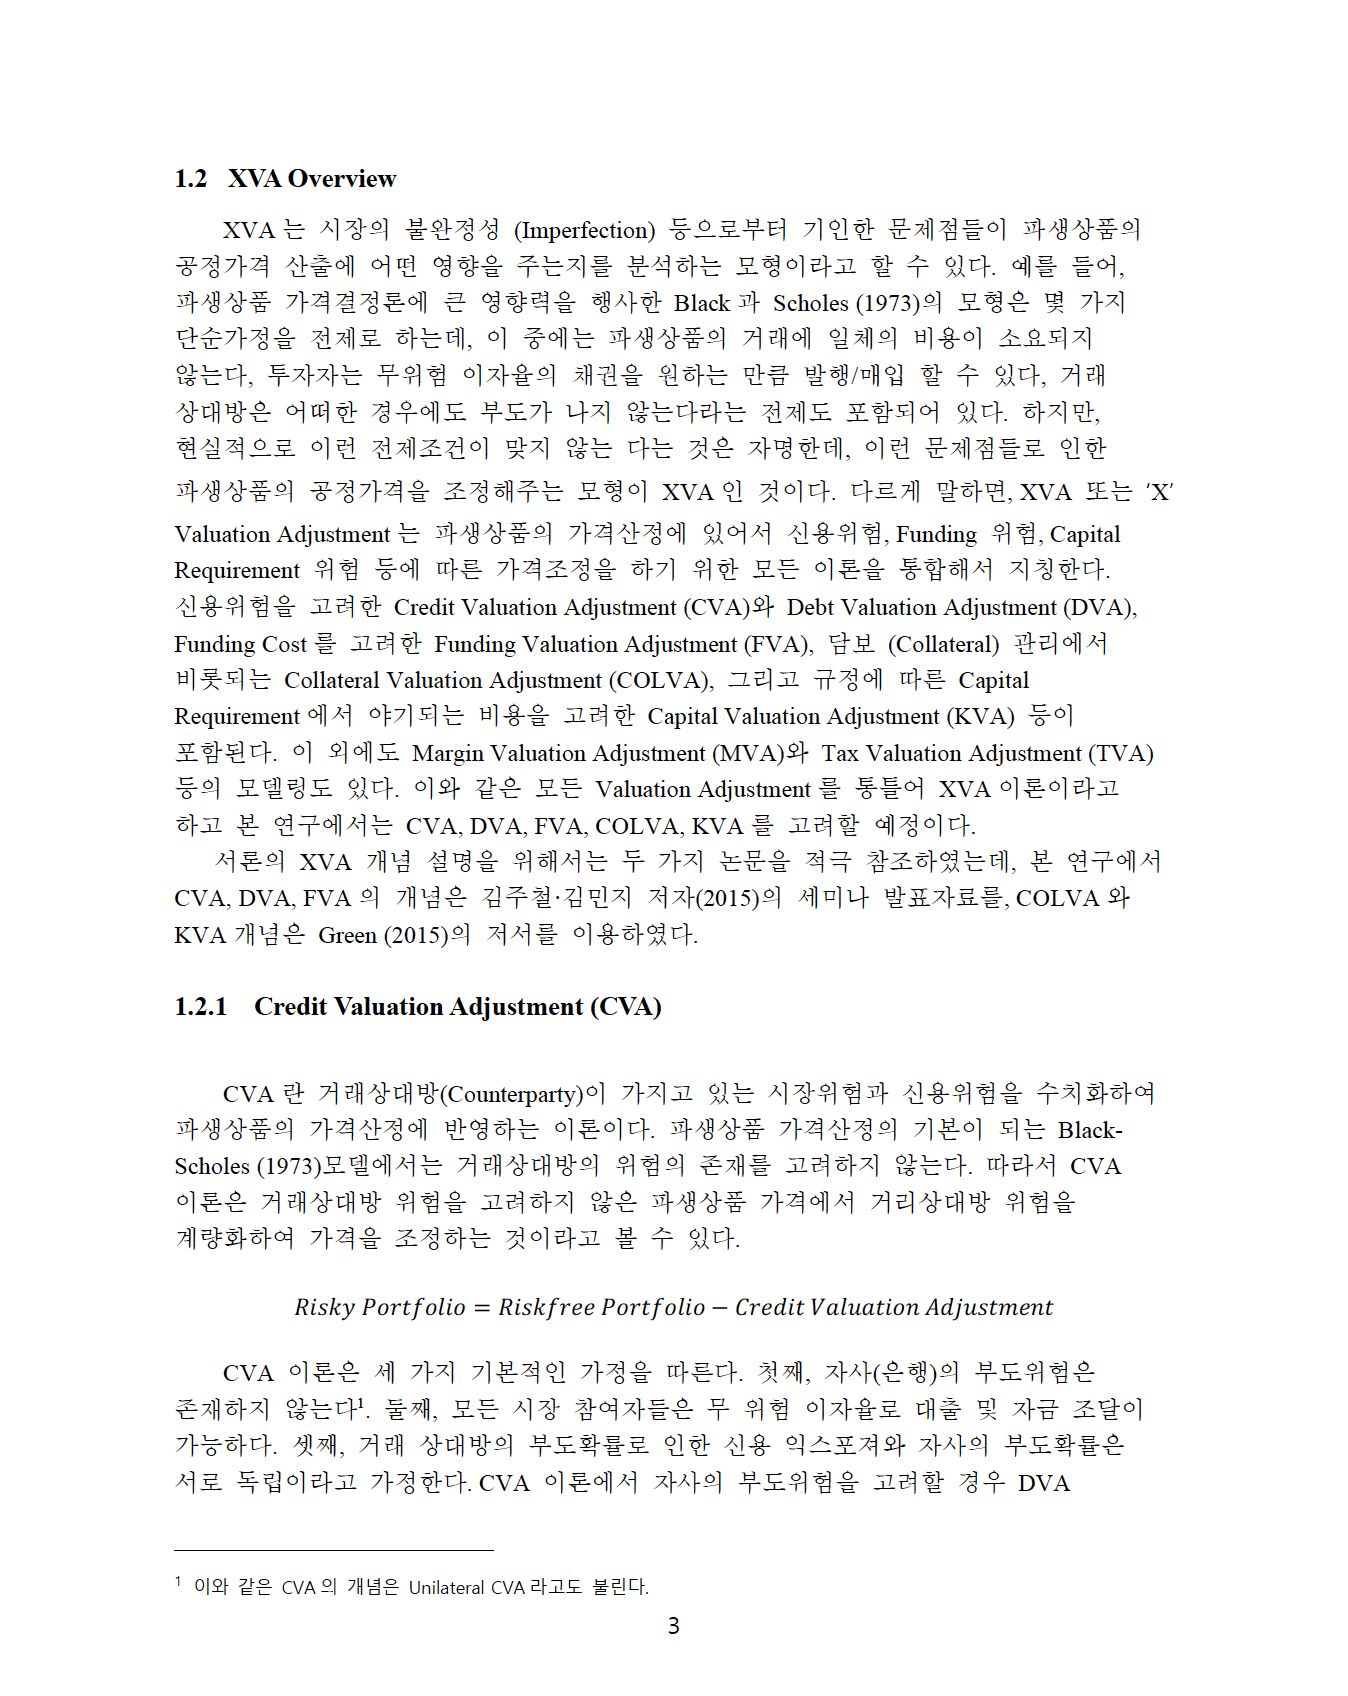 1.2 XVA Overview
XVA 는 시장의 불완정성 (Imperfection) 등으로부터 기인한 문제점들이 파생상품의
공정가격 산출에 어떤 영향을 주는지를 분석하는 모형이라고 할 수 있다. 예를 들어,
파생상품 가격결정론에 큰 영향력을 행사한 Black 과 Scholes (1973)의 모형은 몇 가지
단순가정을 전제로 하는데, 이 중에는 파생상품의 거래에 일체의 비용이 소요되지
않는다, 투자자는 무위험 이자율의 채권을 원하는 만큼 발행/매입 할 수 있다, 거래
상대방은 어떠한 경우에도 부도가 나지 않는다라는 전제도 포함되어 있다. 하지만,
현실적으로 이런 전제조건이 맞지 않는 다는 것은 자명한데, 이런 문제점들로 인한
파생상품의 공정가격을 조정해주는 모형이 XVA 인 것이다. 다르게 말하면, XVA 또는 ‘X’
Valuation Adjustment 는 파생상품의 가격산정에 있어서 신용위험, Funding 위험, Capital
Requirement 위험 등에 따른 가격조정을 하기 위한 모든 이론을 통합해서 지칭한다.
신용위험을 고려한 Credit Valuation Adjustment (CVA)와 Debt Valuation Adjustment (DVA),
Funding Cost 를 고려한 Funding Valuation Adjustment (FVA), 담보 (Collateral) 관리에서
비롯되는 Collateral Valuation Adjustment (COLVA), 그리고 규정에 따른 Capital
Requirement 에서 야기되는 비용을 고려한 Capital Valuation Adjustment (KVA) 등이
포함된다. 이 외에도 Margin Valuation Adjustment (MVA)와 Tax Valuation Adjustment (TVA)
등의 모델링도 있다. 이와 같은 모든 Valuation Adjustment 를 통틀어 XVA 이론이라고
하고 본 연구에서는 CVA, DVA, FVA, COLVA, KVA 를 고려할 예정이다.
서론의 XVA 개념 설명을 위해서는 두 가지 논문을 적극 참조하였는데, 본 연구에서
CVA, DVA, FVA 의 개념은 김주철·김민지 저자(2015)의 세미나 발표자료를, COLVA 와
KVA 개념은 Green (2015)의 저서를 이용하였다.
1.2.1 Credit Valuation Adjustment (CVA)
CVA 란 거래상대방(Counterparty)이 가지고 있는 시장위험과 신용위험을 수치화하여
파생상품의 가격산정에 반영하는 이론이다. 파생상품 가격산정의 기본이 되는 Black-
Scholes (1973)모델에서는 거래상대방의 위험의 존재를 고려하지 않는다. 따라서 CVA
이론은 거래상대방 위험을 고려하지 않은 파생상품 가격에서 거리상대방 위험을
계량화하여 가격을 조정하는 것이라고 볼 수 있다.
Risky Portfolio = Riskfree Portfolio − Credit Valuation Adjustment
CVA 이론은 세 가지 기본적인 가정을 따른다. 첫째, 자사(은행)의 부도위험은
존재하지 않는다¹. 둘째, 모든 시장 참여자들은 무 위험 이자율로 대출 및 자금 조달이
가능하다. 셋째, 거래 상대방의 부도확률로 인한 신용 익스포져와 자사의 부도확률은
서로 독립이라고 가정한다. CVA 이론에서 자사의 부도위험을 고려할 경우 DVA
¹ 이와 같은 CVA 의 개념은 Unilateral CVA 라고도 불린다.
3